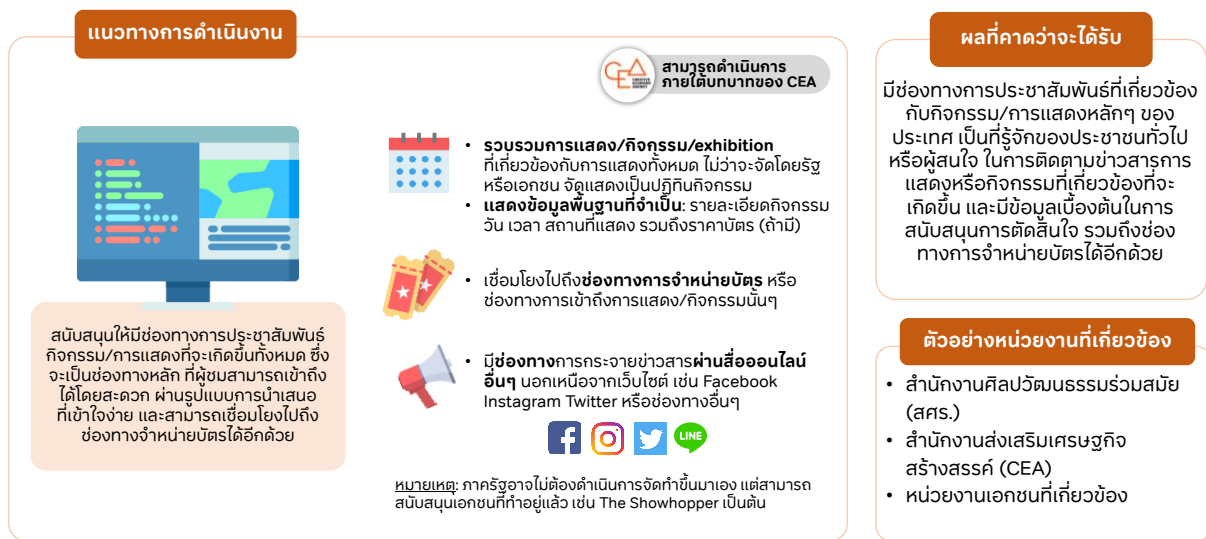 แนวทางการดำเนินงาน
CEA
CREATIVE
ECONOMY
AGENCY
สามารถดำเนินการ
ภายใต้บทบาทของ CEA
สนับสนุนให้มีช่องทางการประชาสัมพันธ์
กิจกรรม/การแสดงที่จะเกิดขึ้นทั้งหมด ซึ่ง
จะเป็นช่องทางหลัก ที่ผู้ชมสามารถเข้าถึง
ได้โดยสะดวก ผ่านรูปแบบการนำเสนอ
ที่เข้าใจง่าย และสามารถเชื่อมโยงไปถึง
ช่องทางจำหน่ายบัตรได้อีกด้วย
• รวบรวมการแสดง/กิจกรรม/exhibition
ที่เกี่ยวข้องกับการแสดงทั้งหมด ไม่ว่าจะจัดโดยรัฐ
หรือเอกชน จัดแสดงเป็นปฏิทินกิจกรรม
• แสดงข้อมูลพื้นฐานที่จำเป็น: รายละเอียดกิจกรรม
วัน เวลา สถานที่แสดง รวมถึงราคาบัตร (ถ้ามี)
• เชื่อมโยงไปถึงช่องทางการจำหน่ายบัตร หรือ
ช่องทางการเข้าถึงการแสดง/กิจกรรมนั้นๆ
• มีช่องทางการกระจายข่าวสารผ่านสื่อออนไลน์
อื่นๆ นอกเหนือจากเว็บไซต์ เช่น Facebook
Instagram Twitter หรือช่องทางอื่นๆ
LINE
หมายเหตุ: ภาครัฐอาจไม่ต้องดำเนินการจัดทำขึ้นมาเอง แต่สามารถ
สนับสนุนเอกชนที่ทำอยู่แล้ว เช่น The Showhopper เป็นต้น
ผลที่คาดว่าจะได้รับ
มีช่องทางการประชาสัมพันธ์ที่เกี่ยวข้อง
กับกิจกรรม/การแสดงหลักๆ ของ
ประเทศ เป็นที่รู้จักของประชาชนทั่วไป
หรือผู้สนใจ ในการติดตามข่าวสารการ
แสดงหรือกิจกรรมที่เกี่ยวข้องที่จะ
เกิดขึ้น และมีข้อมูลเบื้องต้นในการ
สนับสนุนการตัดสินใจ รวมถึงช่อง
ทางการจำหน่ายบัตรได้อีกด้วย
ตัวอย่างหน่วยงานที่เกี่ยวข้อง
• สำนักงานศิลปวัฒนธรรมร่วมสมัย
(สศร.)
• สำนักงานส่งเสริมเศรษฐกิจ
สร้างสรรค์ (CEA)
• หน่วยงานเอกชนที่เกี่ยวข้อง